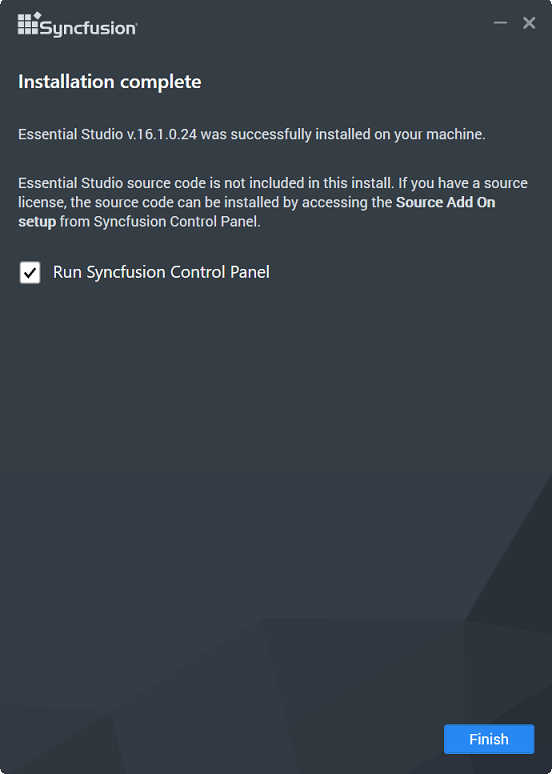 Syncfusion
Installation complete
Essential Studio v.16.1.0.24 was successfully installed on your machine.
Essential Studio source code is not included in this install. If you have a source
license, the source code can be installed by accessing the Source Add On
setup from Syncfusion Control Panel.
Run Syncfusion Control Panel
Finish